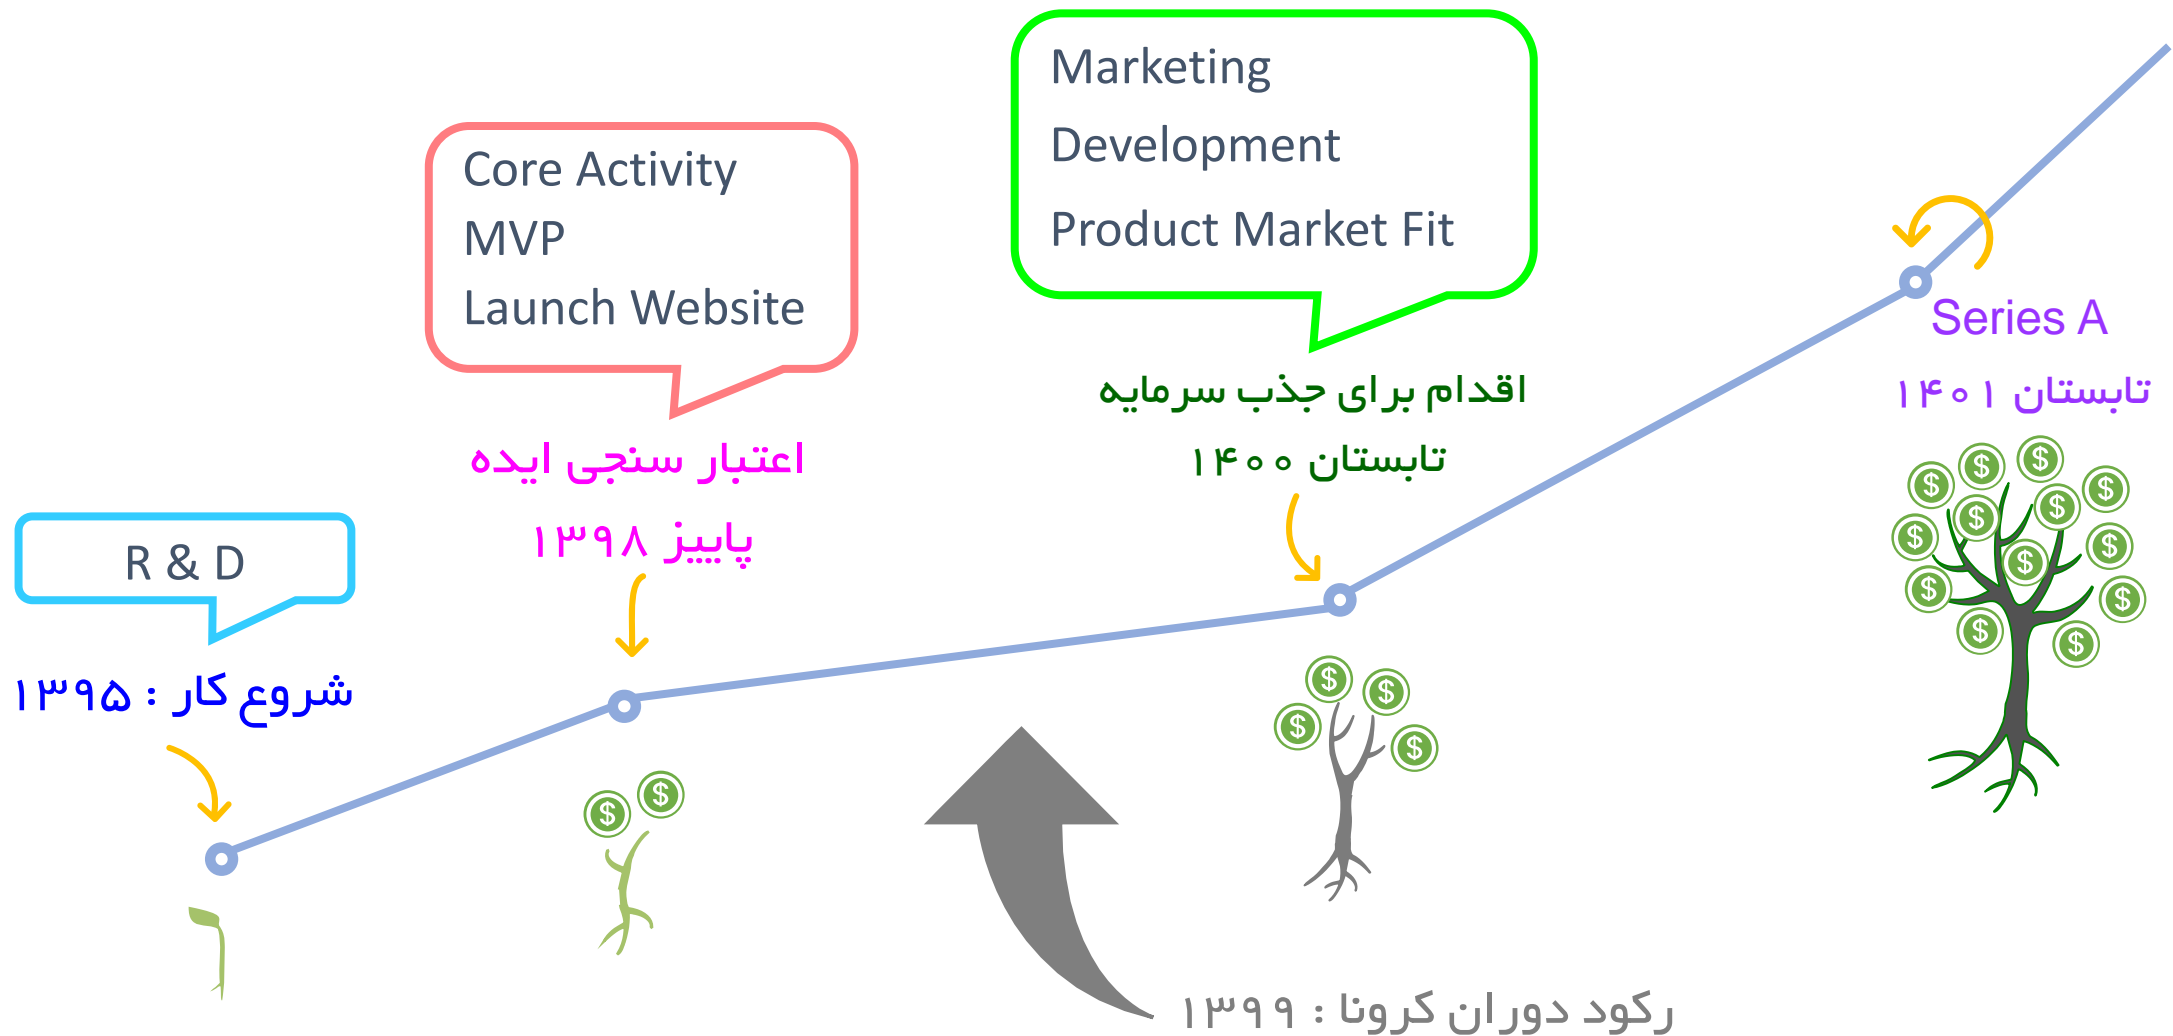 R & D
شروع کار : ۱۳۹۵
Core Activity
MVP
Launch Website
اعتبار سنجی ایده
پاییز ۱۳۹۸
Marketing
Development
Product Market Fit
اقدام برای جذب سرمایه
تابستان ۱۴۰۰
Series A
تابستان ۱۴۰۱
رکود دوران کرونا : ۱۳۹۹